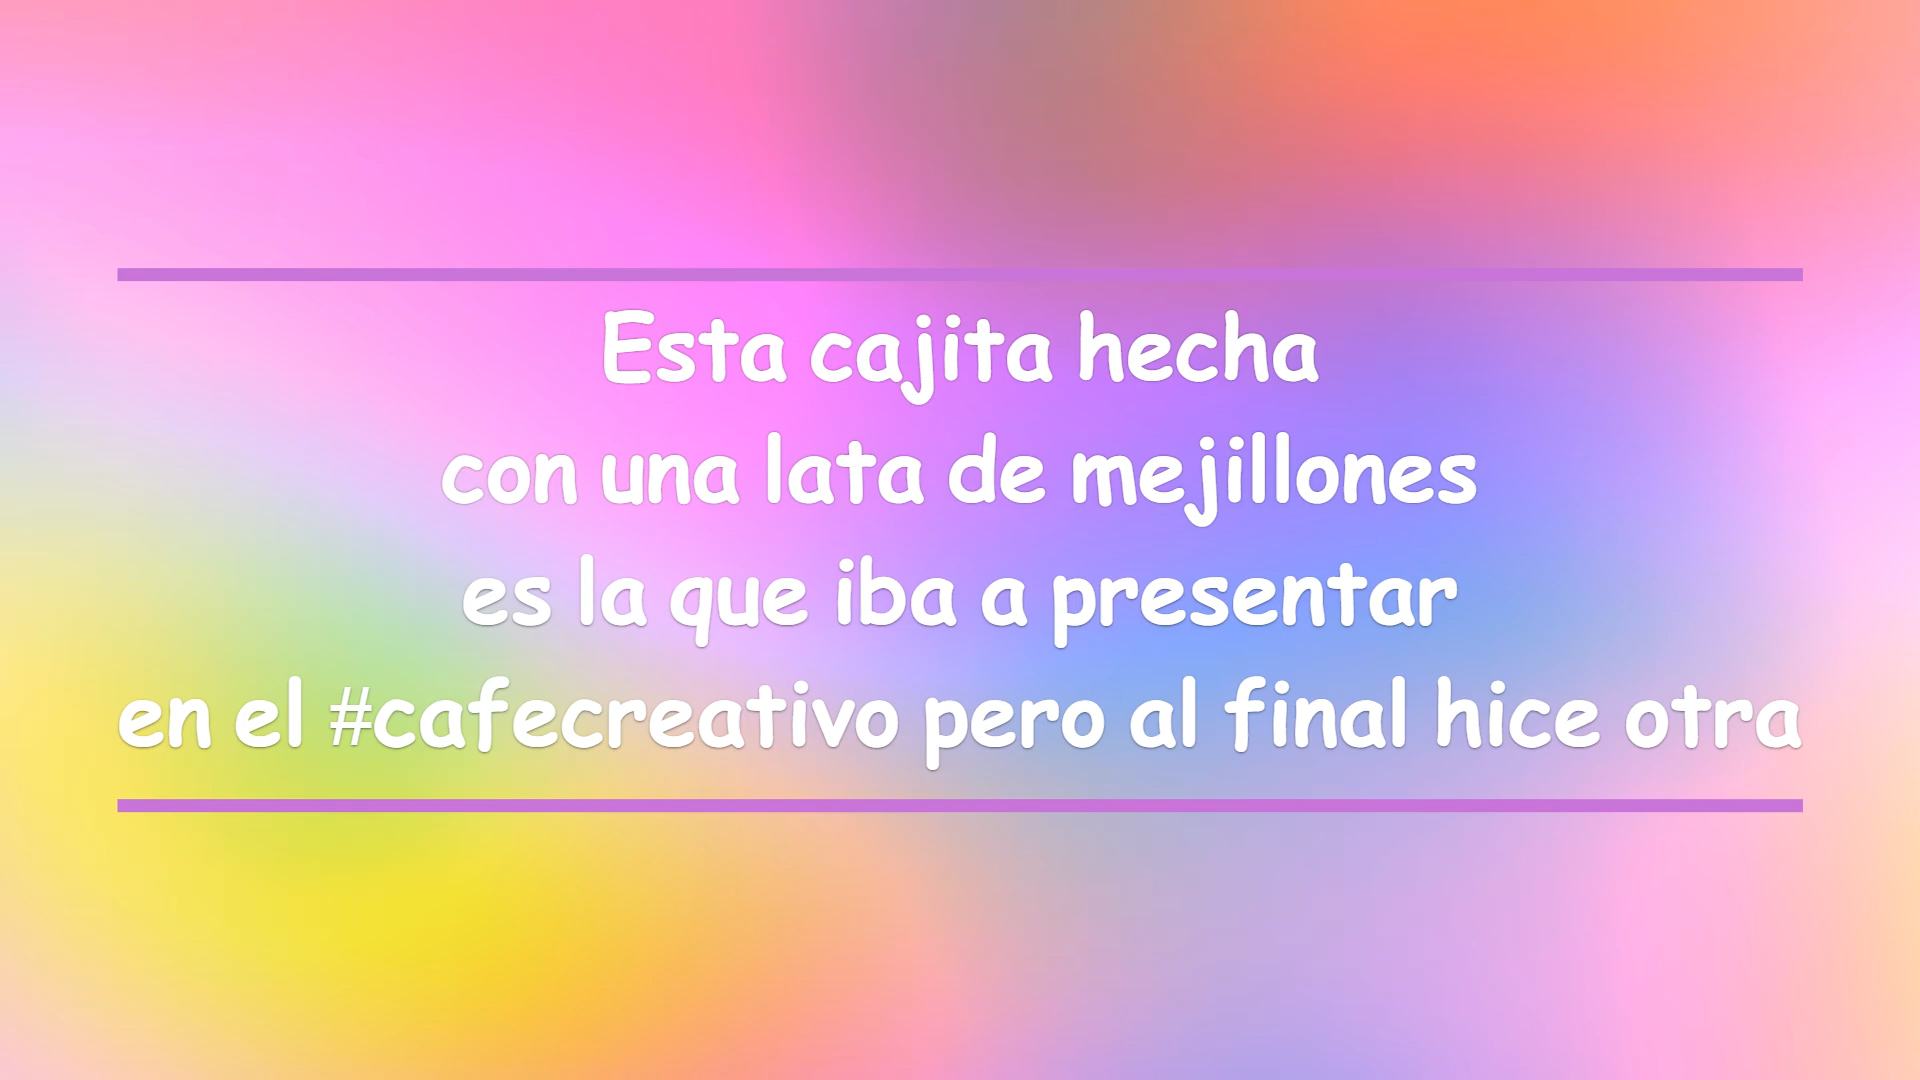 Esta cajita hecha
con una lata de mejillones
es la que iba a presentar
en el #cafecreativo pero al final hice otra